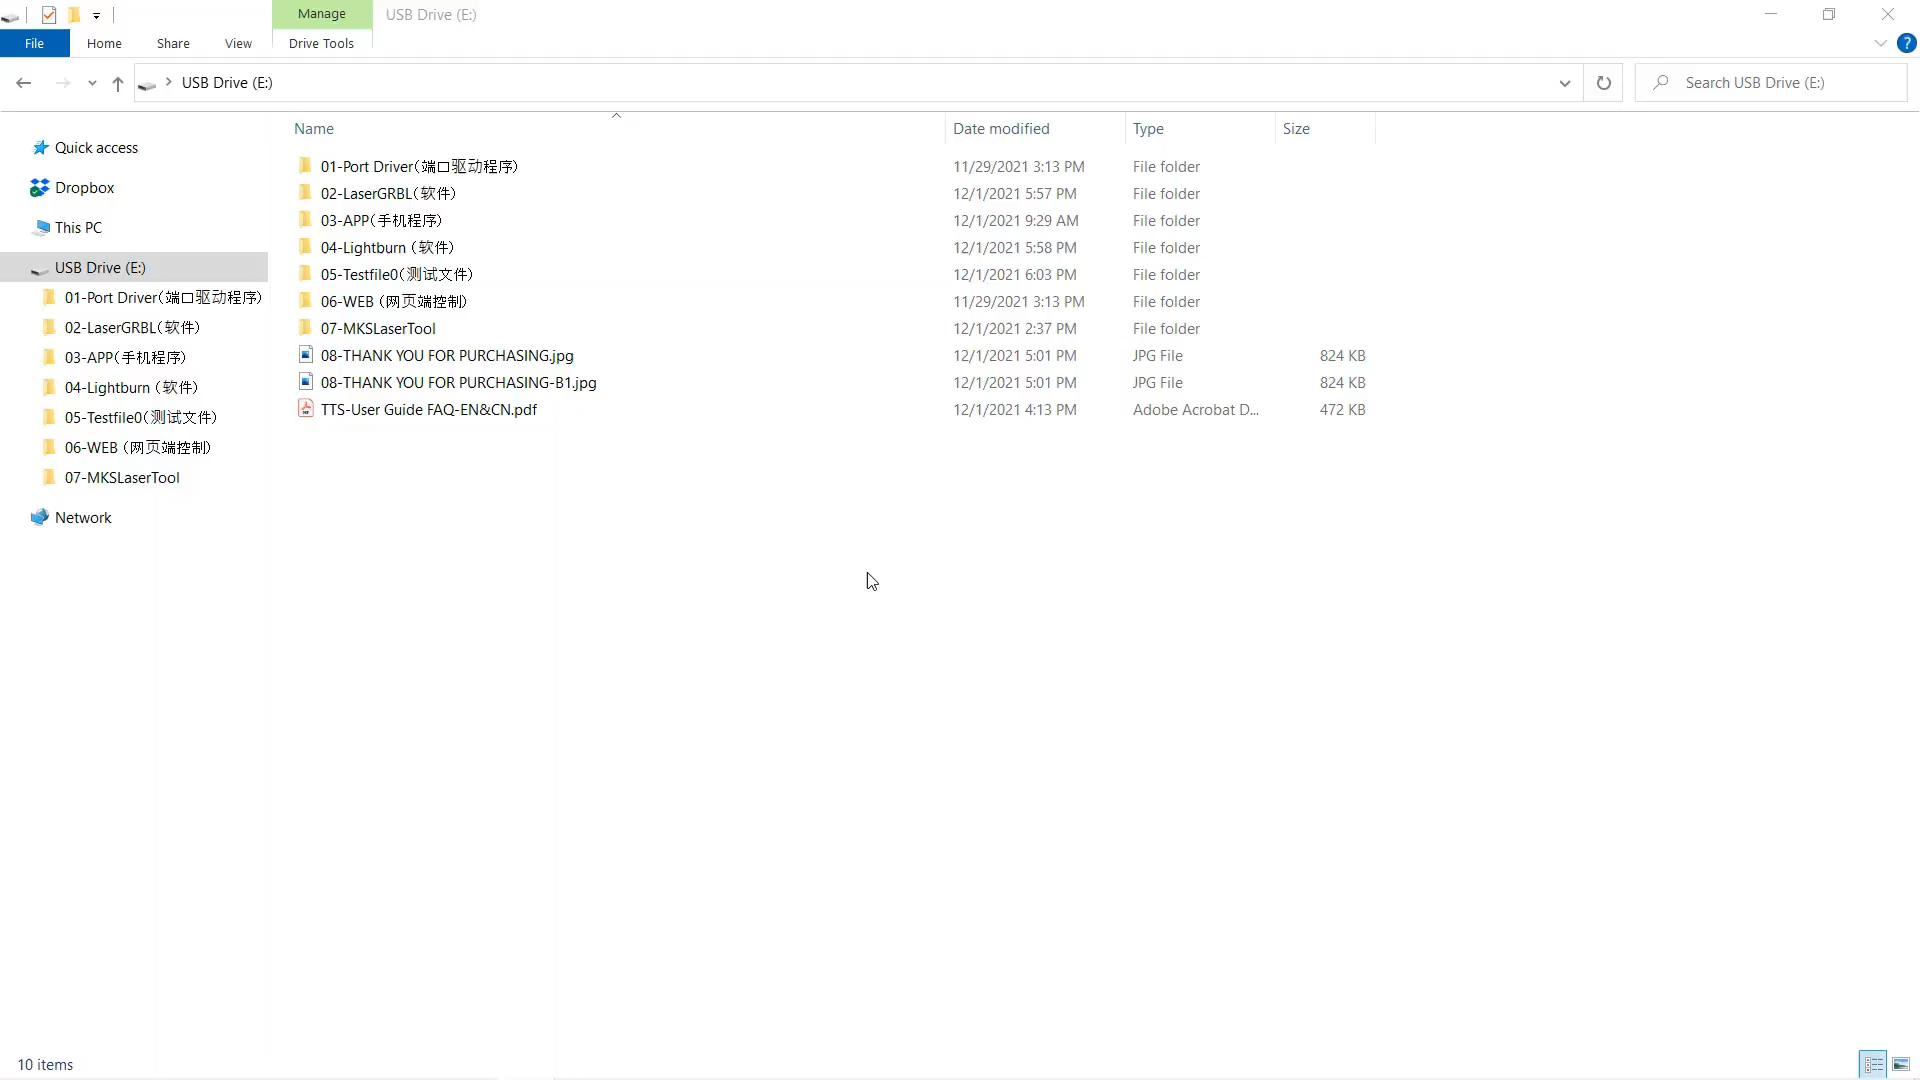 Manage
USB Drive (E:)
File
Home
Share
View
Drive Tools
?
USB Drive (E:)
Search USB Drive (E:)
Name
Date modified
Type
Size
Quick access
Dropbox
This PC
USB Drive (E:)
01-Port Driver(端口驱动程序)
02-LaserGRBL(软件)
03-APP(手机程序)
04-Lightburn (软件)
05-Testfile0(测试文件)
06-WEB (网页端控制)
07-MKSLaserTool
Network
01-Port Driver(端口驱动程序) 11/29/2021 3:13 PM File folder
02-LaserGRBL(软件) 12/1/2021 5:57 PM File folder
03-APP(手机程序) 12/1/2021 9:29 AM File folder
04-Lightburn (软件) 12/1/2021 5:58 PM File folder
05-Testfile0(测试文件) 12/1/2021 6:03 PM File folder
06-WEB (网页端控制) 11/29/2021 3:13 PM File folder
07-MKSLaserTool 12/1/2021 2:37 PM File folder
08-THANK YOU FOR PURCHASING.jpg 12/1/2021 5:01 PM JPG File 824 KB
08-THANK YOU FOR PURCHASING-B1.jpg 12/1/2021 5:01 PM JPG File 824 KB
TTS-User Guide FAQ-EN&CN.pdf 12/1/2021 4:13 PM Adobe Acrobat D... 472 KB
10 items